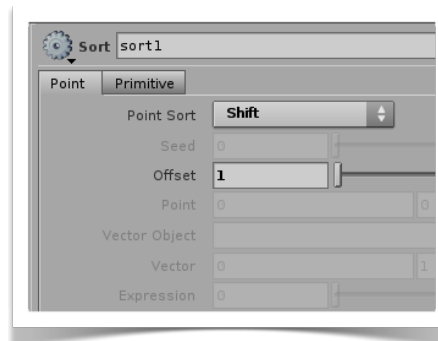 Sort sort1
Point Primitive
Point Sort Shift
Seed 0
Offset 1
Point 0 0
Vector Object
Vector 0 1
Expression 0